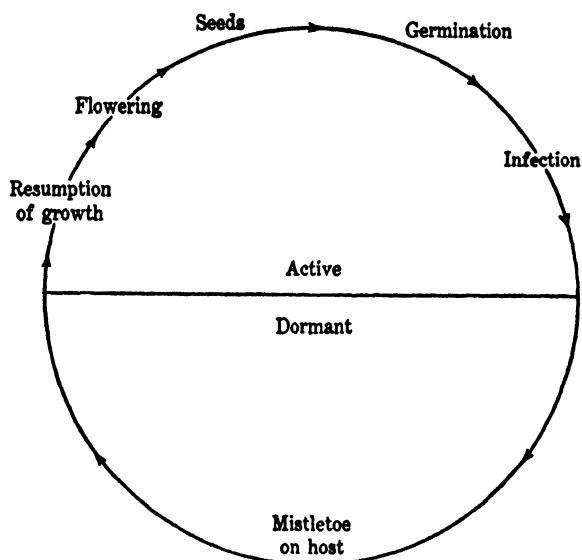 Seeds
Germination
Flowering
Infection
Resumption
of growth
Active
Dormant
Mistletoe
on host